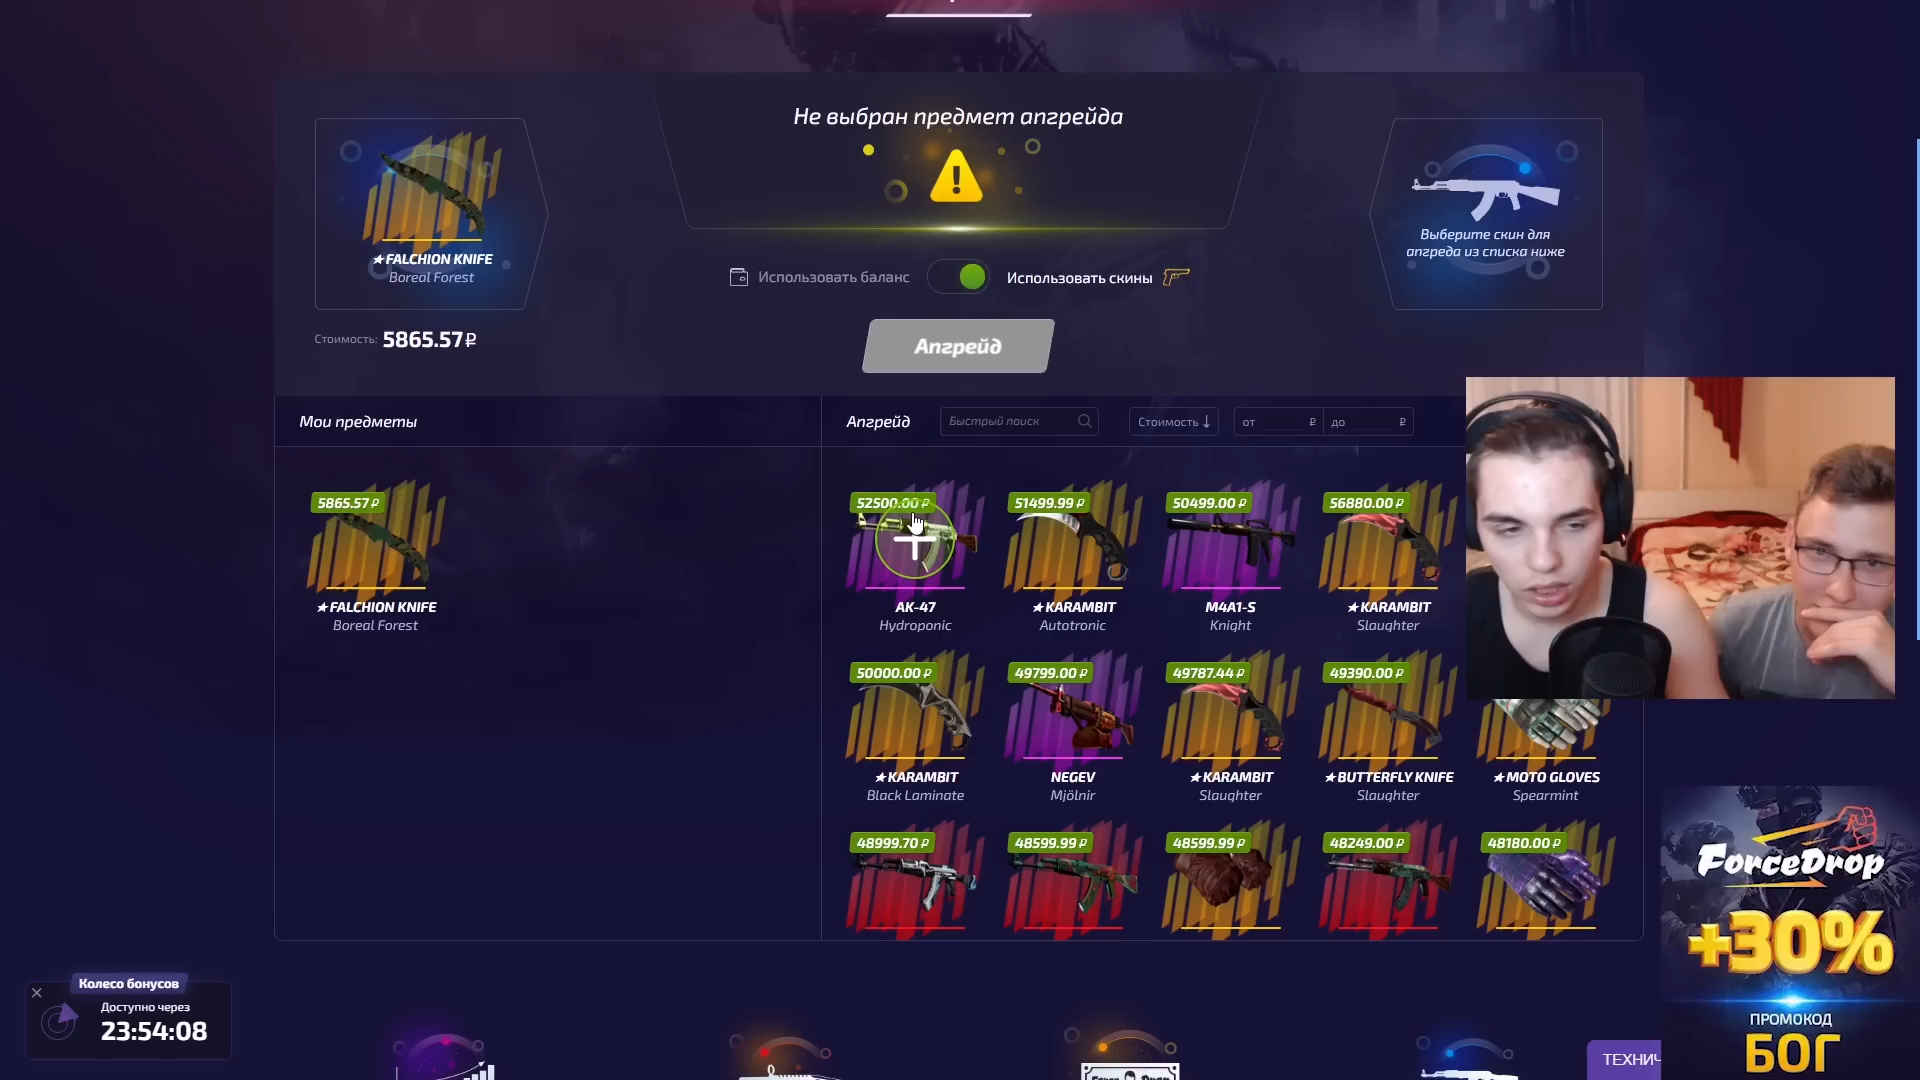 Не выбран предмет апгрейда
★ FALCHION KNIFE
Boreal Forest
Стоимость: 5865.57 ₽
Использовать баланс
Использовать скины
Апгрейд
Выберите скин для
апгреда из списка ниже
Мои предметы
Апгрейд
Быстрый поиск
Стоимость ↓
от ₽
до ₽
5865.57 ₽
★ FALCHION KNIFE
Boreal Forest
52500.00 ₽
51499.99 ₽
50499.00 ₽
56880.00 ₽
AK-47
Hydroponic
★ KARAMBIT
Autotronic
M4A1-S
Knight
★ KARAMBIT
Slaughter
50000.00 ₽
49799.00 ₽
49787.44 ₽
49390.00 ₽
★ KARAMBIT
Black Laminate
NEGEV
Mjölnir
★ KARAMBIT
Slaughter
★ BUTTERFLY KNIFE
Slaughter
★ MOTO GLOVES
Spearmint
48999.70 ₽
48599.99 ₽
48599.99 ₽
48249.00 ₽
48180.00 ₽
ForceDrop
+30%
ПРОМОКОД
БОГ
Колесо бонусов
Доступно через
23:54:08
ТЕХНИЧ